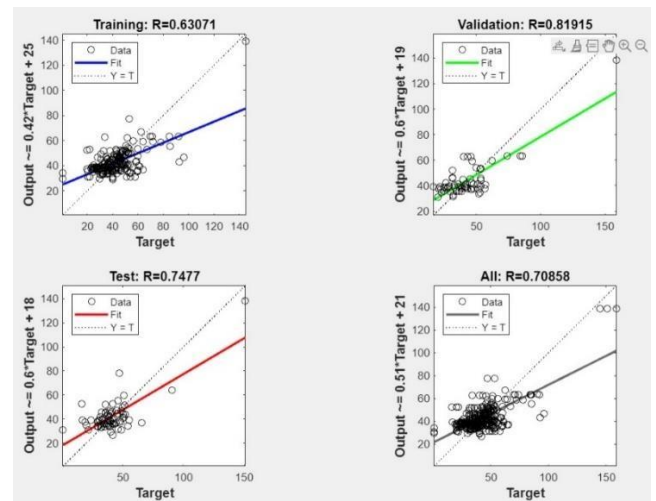 Training: R=0.63071
Output ~= 0.42*Target + 25
140
120
100
80
60
40
20
Data
Fit
Y = T
20 40 60 80 100 120 140
Target
Validation: R=0.81915
Output ~= 0.6*Target + 19
140
120
100
80
60
40
20
Data
Fit
Y = T
50 100 150
Target
Test: R=0.7477
Output ~= 0.6*Target + 18
140
120
100
80
60
40
20
Data
Fit
Y = T
50 100 150
Target
All: R=0.70858
Output ~= 0.51*Target + 21
140
120
100
80
60
40
20
Data
Fit
Y = T
50 100 150
Target